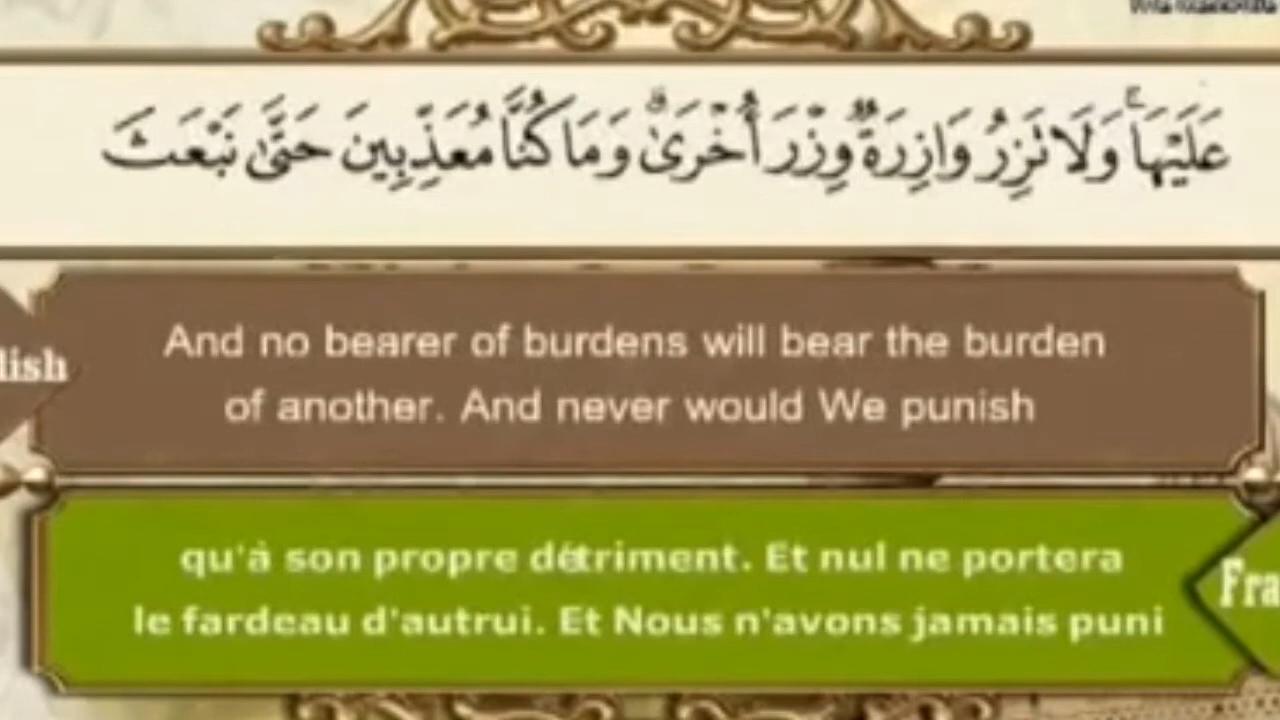 عَلَيْهَا ۚ وَلَا تَزِرُ وَازِرَةٌ وِزْرَ أُخْرَىٰ ۗ وَمَا كُنَّا مُعَذِّبِينَ حَتَّىٰ نَبْعَثَ
lish
And no bearer of burdens will bear the burden
of another. And never would We punish
qu'à son propre détriment. Et nul ne portera
Fra
le fardeau d'autrui. Et Nous n'avons jamais puni